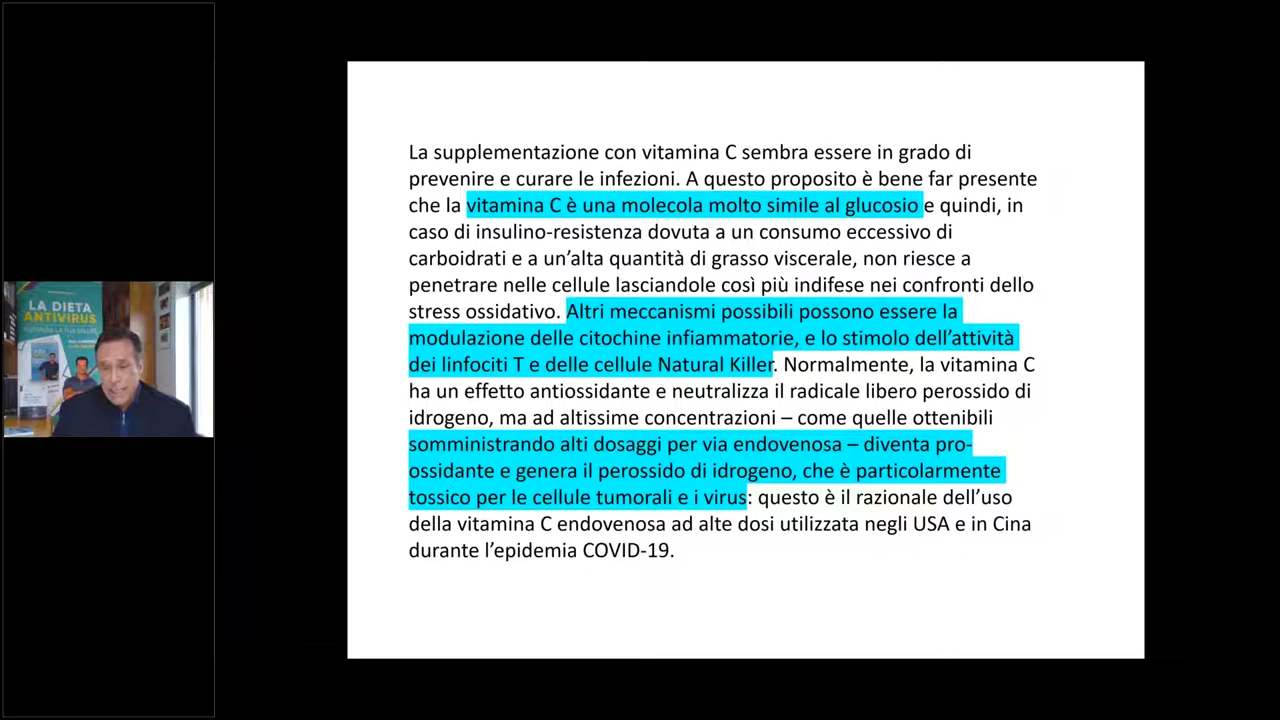 LA DIETA
ANTIVIRUS
La supplementazione con vitamina C sembra essere in grado di
prevenire e curare le infezioni. A questo proposito è bene far presente
che la vitamina C è una molecola molto simile al glucosio e quindi, in
caso di insulino-resistenza dovuta a un consumo eccessivo di
carboidrati e a un’alta quantità di grasso viscerale, non riesce a
penetrare nelle cellule lasciandole così più indifese nei confronti dello
stress ossidativo. Altri meccanismi possibili possono essere la
modulazione delle citochine infiammatorie, e lo stimolo dell’attività
dei linfociti T e delle cellule Natural Killer. Normalmente, la vitamina C
ha un effetto antiossidante e neutralizza il radicale libero perossido di
idrogeno, ma ad altissime concentrazioni – come quelle ottenibili
somministrando alti dosaggi per via endovenosa – diventa pro-
ossidante e genera il perossido di idrogeno, che è particolarmente
tossico per le cellule tumorali e i virus: questo è il razionale dell’uso
della vitamina C endovenosa ad alte dosi utilizzata negli USA e in Cina
durante l’epidemia COVID-19.